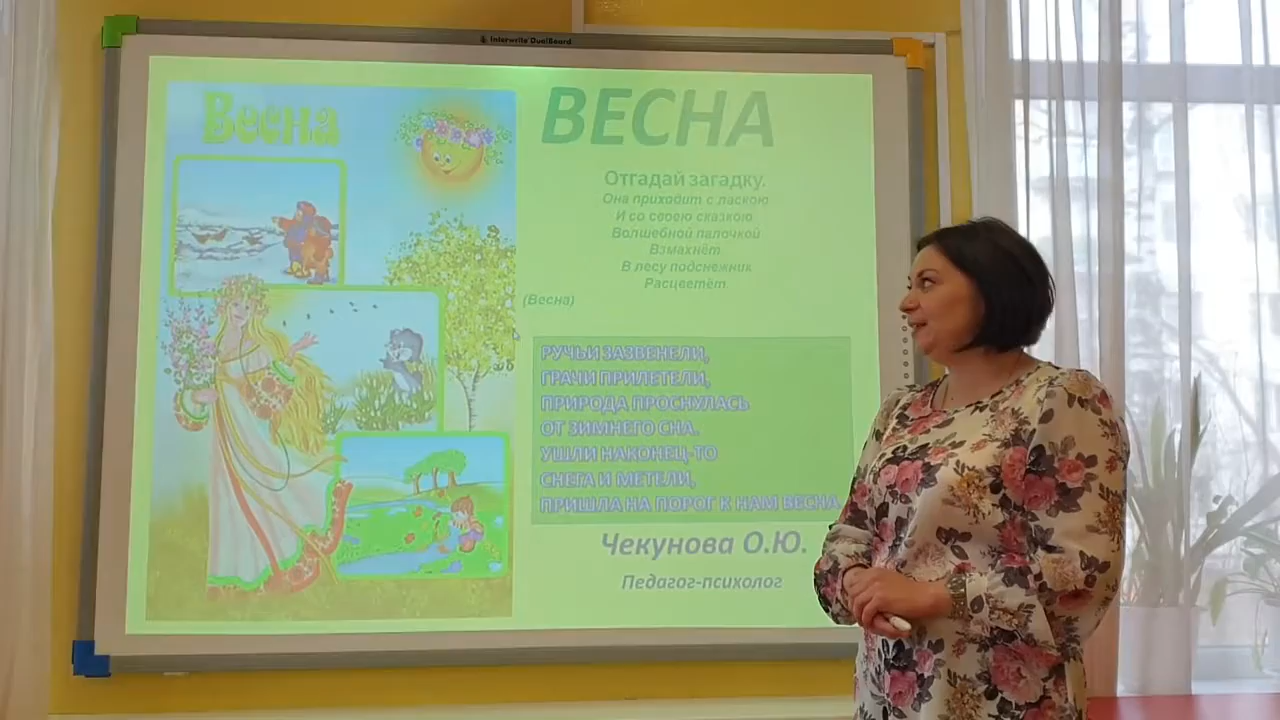 Interwrite DualBoard
Весна
ВЕСНА
Отгадай загадку.
Она приходит с ласкою
И со своею сказкою.
Волшебной палочкой
Взмахнёт
В лесу подснежник
Расцветёт.
(Весна)
РУЧЬИ ЗАЗВЕНЕЛИ,
ГРАЧИ ПРИЛЕТЕЛИ,
ПРИРОДА ПРОСНУЛАСЬ
ОТ ЗИМНЕГО СНА.
УШЛИ НАКОНЕЦ-ТО
СНЕГА И МЕТЕЛИ,
ПРИШЛА НА ПОРОГ К НАМ ВЕСНА
Чекунова О.Ю.
Педагог-психолог